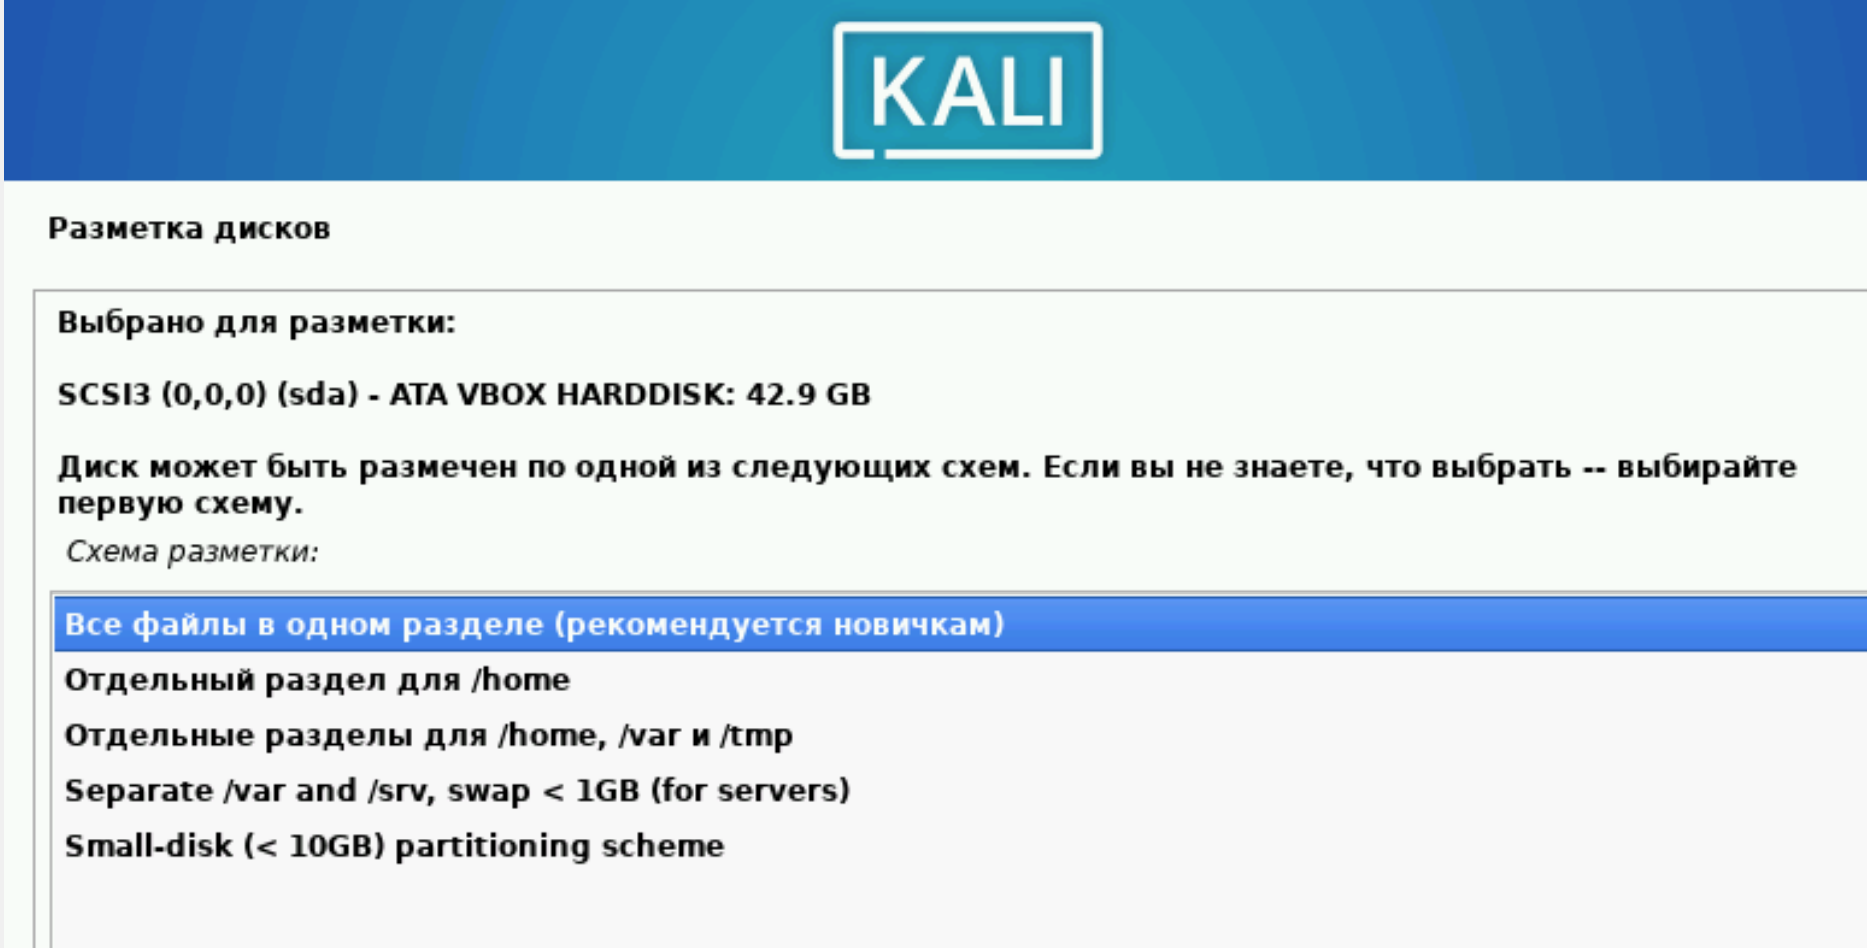 KALI
Разметка дисков
Выбрано для разметки:
SCSI3 (0,0,0) (sda) - ATA VBOX HARDDISK: 42.9 GB
Диск может быть размечен по одной из следующих схем. Если вы не знаете, что выбрать -- выбирайте
первую схему.
Схема разметки:
Все файлы в одном разделе (рекомендуется новичкам)
Отдельный раздел для /home
Отдельные разделы для /home, /var и /tmp
Separate /var and /srv, swap < 1GB (for servers)
Small-disk (< 10GB) partitioning scheme